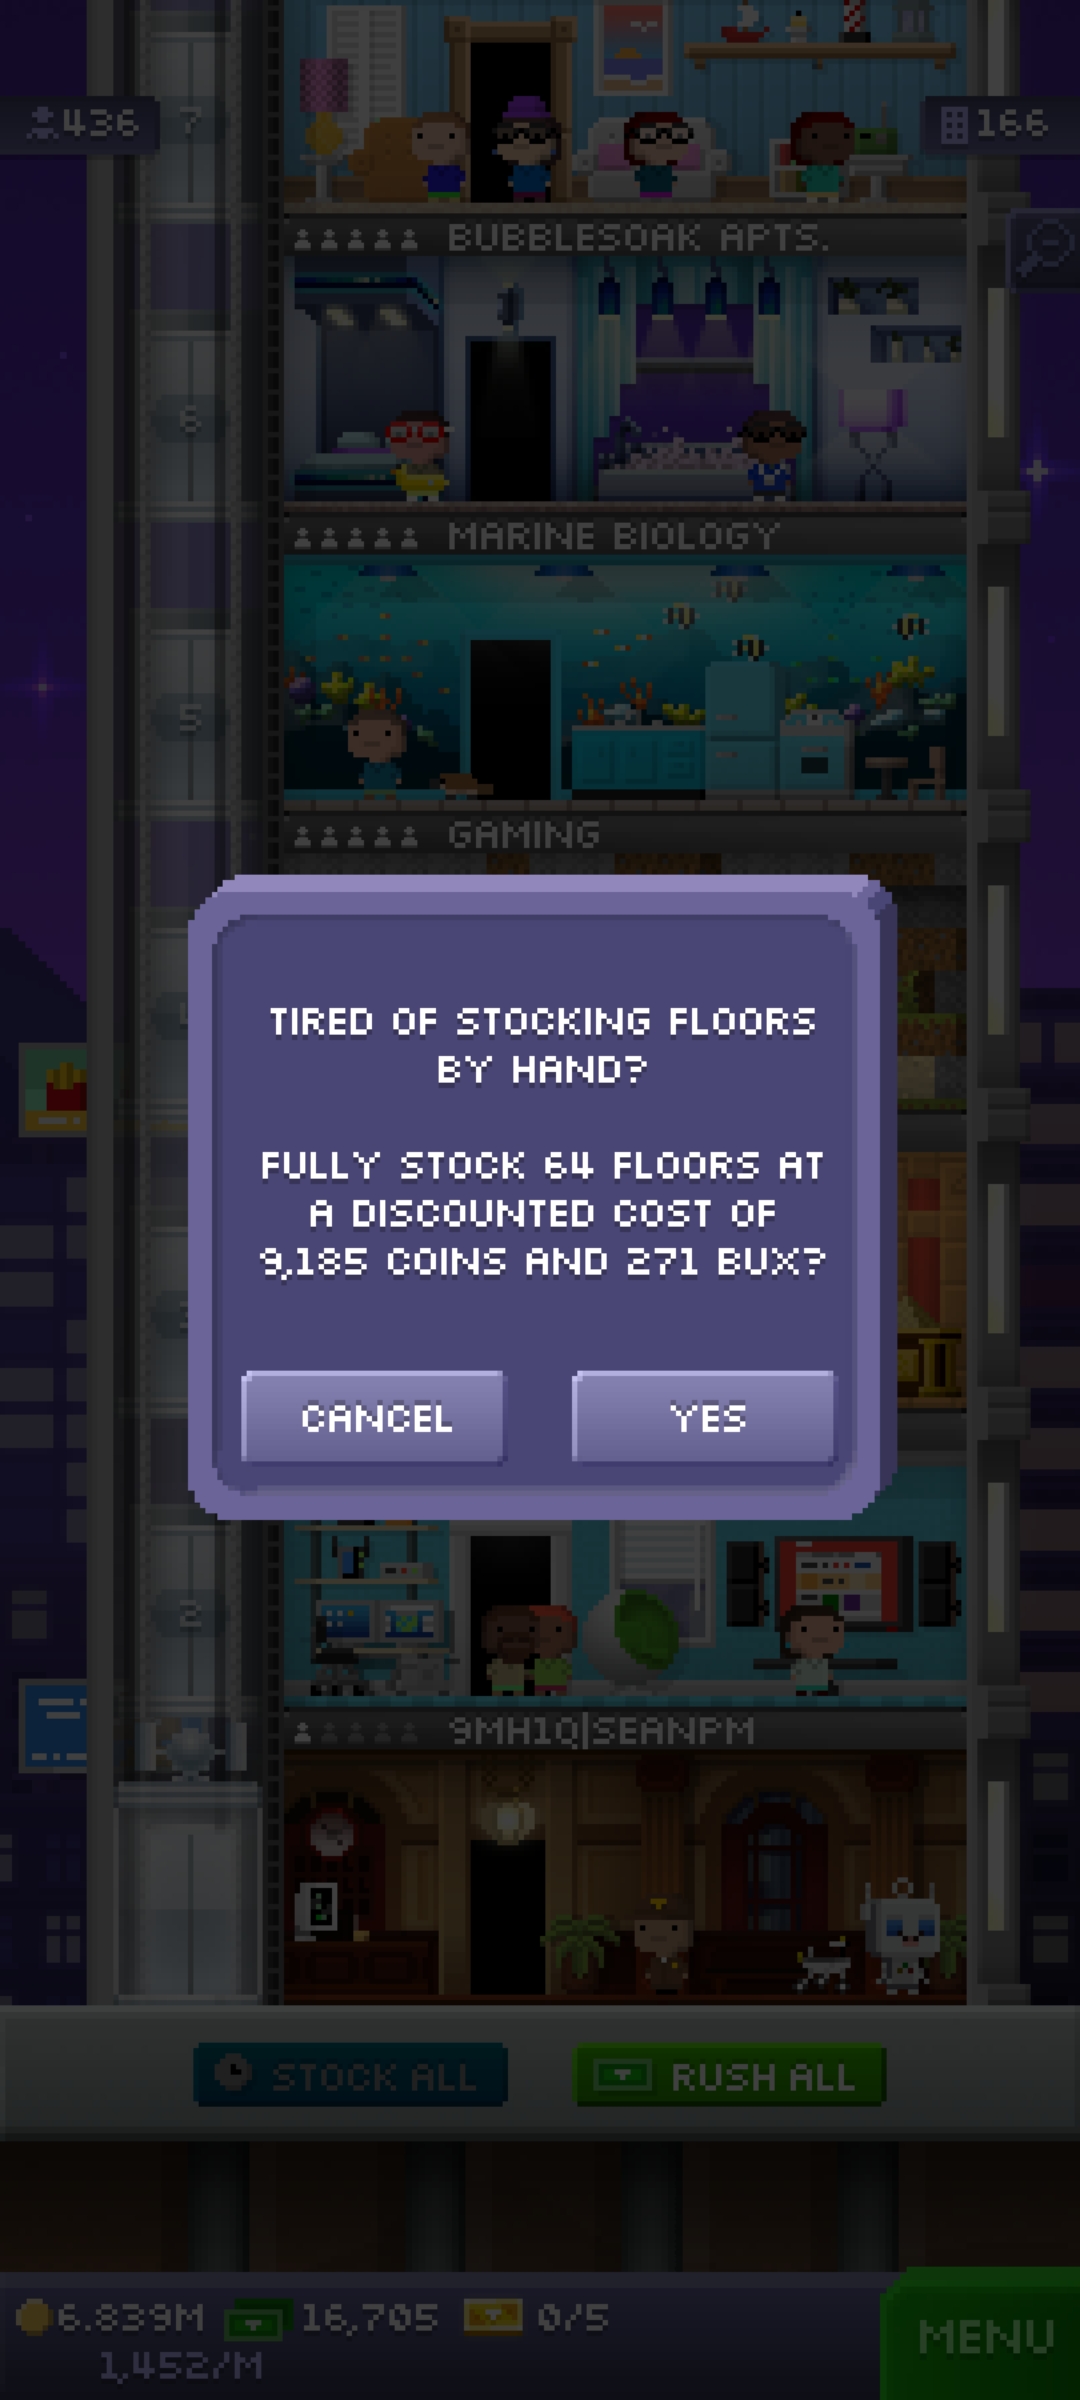 436
7
166
BUBBLESOAK APTS.
6
MARINE BIOLOGY
5
GAMING
TIRED OF STOCKING FLOORS
BY HAND?
FULLY STOCK 64 FLOORS AT
A DISCOUNTED COST OF
9,185 COINS AND 271 BUX?
CANCEL
YES
2
9MH1Q|SEANPM
STOCK ALL
RUSH ALL
6.839M
16,705
0/5
1,452/M
MENU